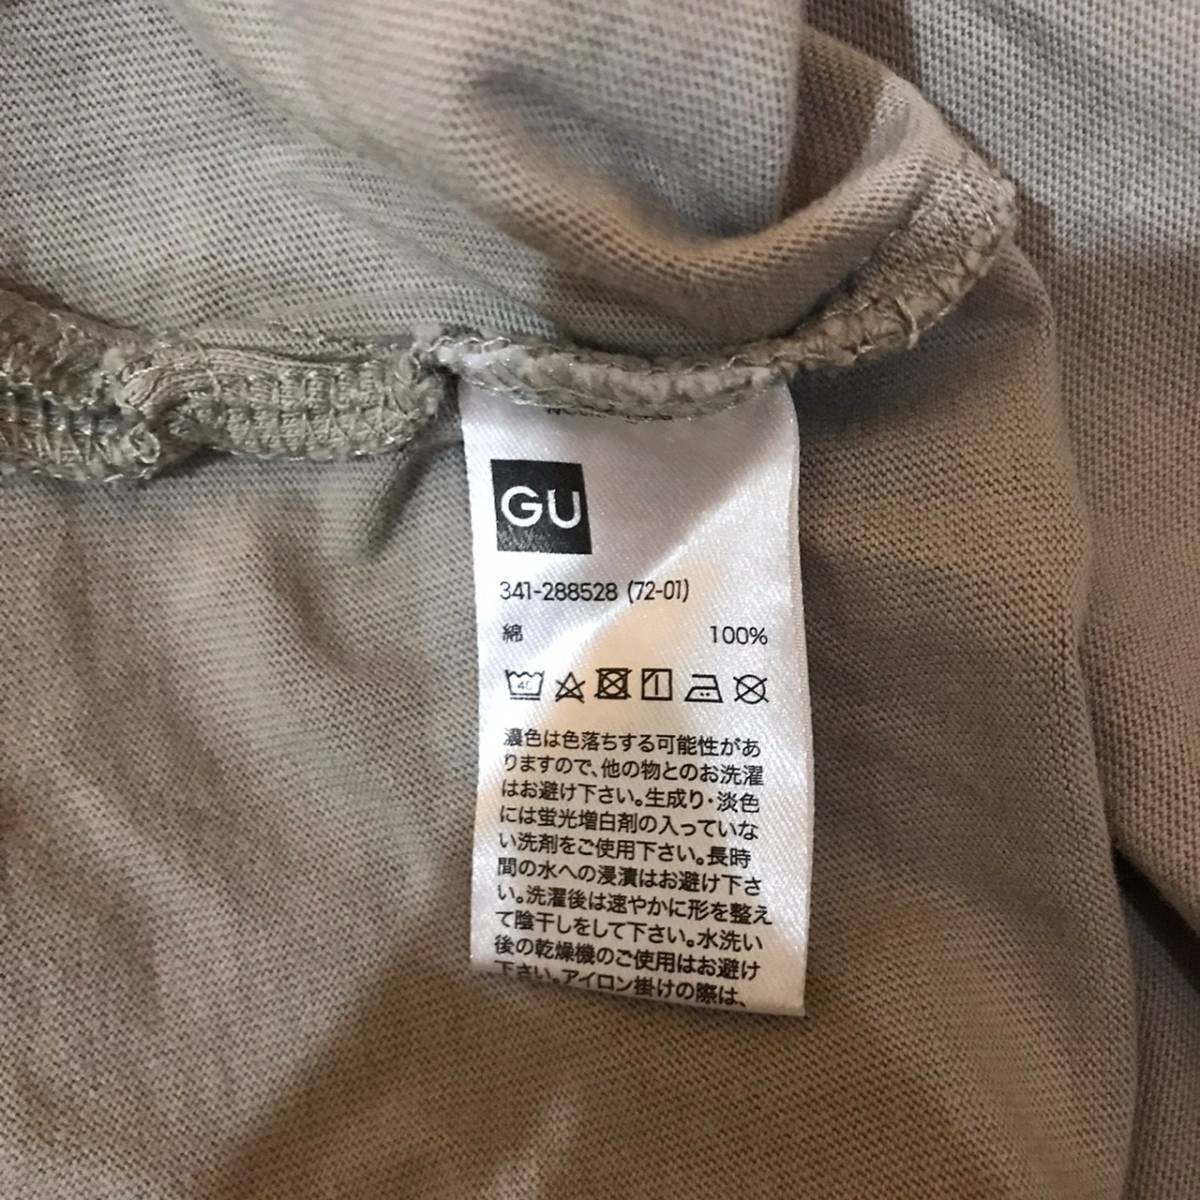 GU
341-288528 (72-01)
綿 100%
40
濃色は色落ちする可能性があ
りますので、他の物とのお洗濯
はお避け下さい。生成り・淡色
には蛍光増白剤の入っていな
い洗剤をご使用下さい。長時
間の水への浸漬はお避け下さ
い。洗濯後は速やかに形を整え
て陰干しをして下さい。水洗い
後の乾燥機のご使用はお避け
下さい。アイロン掛けの際は、